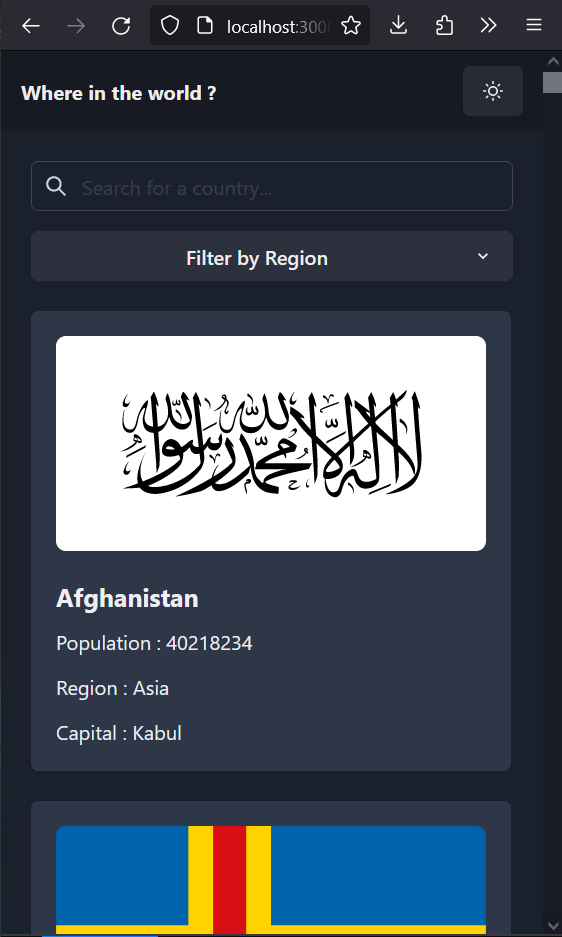 localhost:300
Where in the world ?
Search for a country...
Filter by Region
لا إله إلا الله محمد رسول الله
Afghanistan
Population : 40218234
Region : Asia
Capital : Kabul